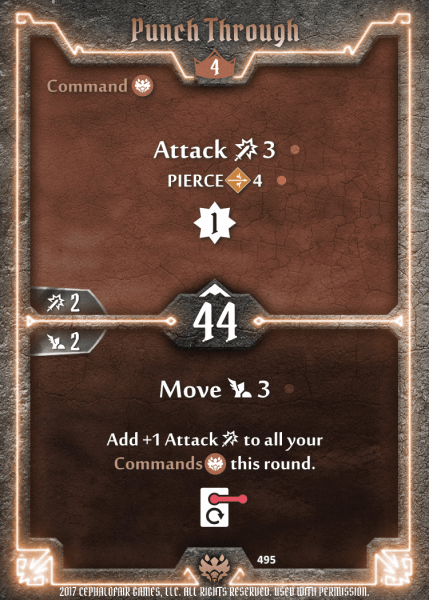 Punch Through
4
Command
Attack 3
PIERCE 4
1
2
44
2
Move 3
Add +1 Attack to all your
Commands this round.
495
2017 CEPHALOFAIR GAMES, LLC. ALL RIGHTS RESERVED. USED WITH PERMISSION.